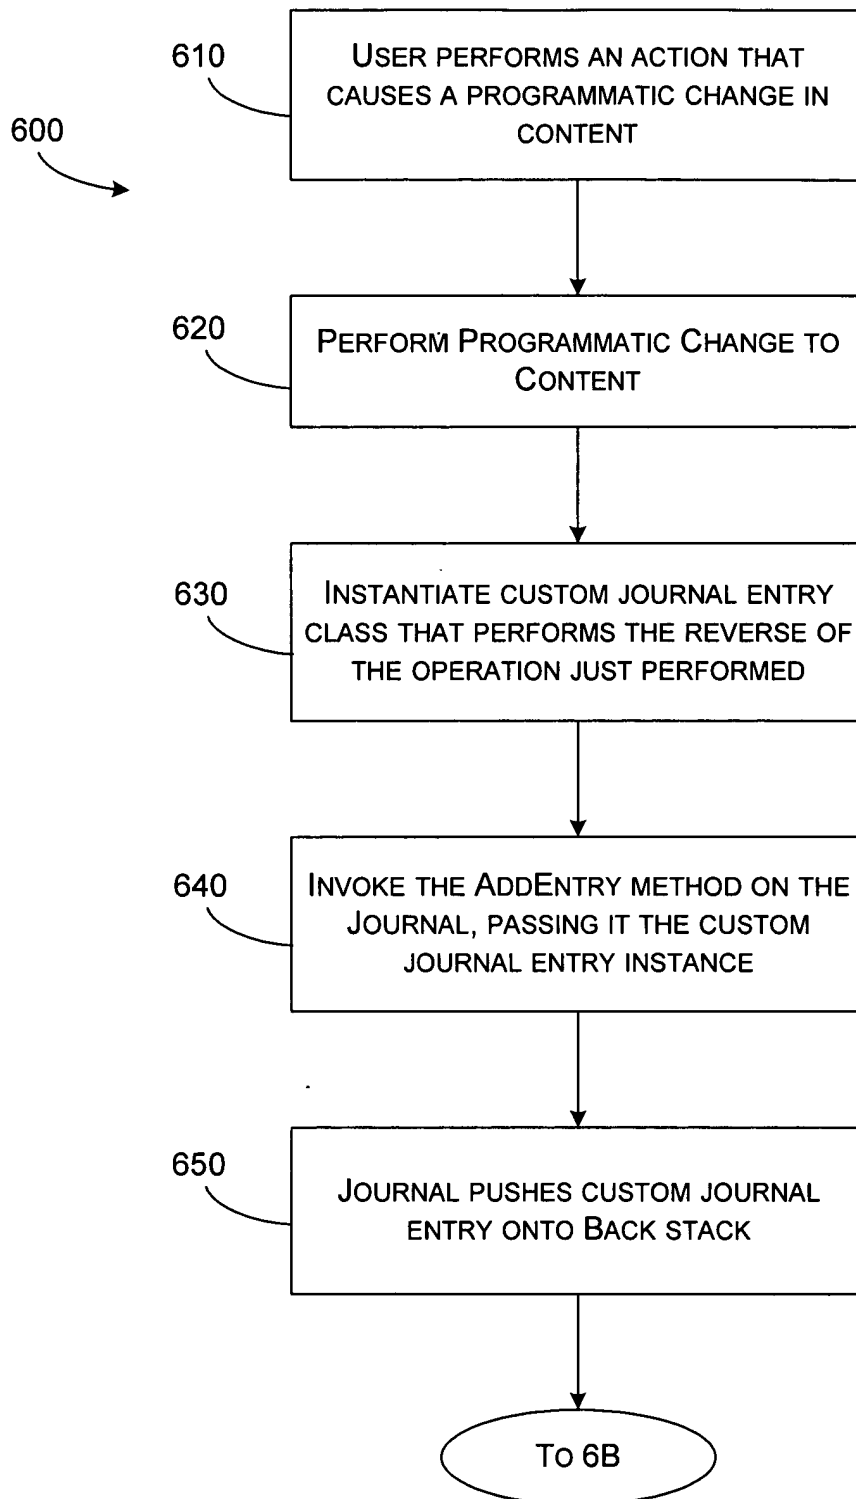 600
610
USER PERFORMS AN ACTION THAT
CAUSES A PROGRAMMATIC CHANGE IN
CONTENT
620
PERFORM PROGRAMMATIC CHANGE TO
CONTENT
630
INSTANTIATE CUSTOM JOURNAL ENTRY
CLASS THAT PERFORMS THE REVERSE OF
THE OPERATION JUST PERFORMED
640
INVOKE THE ADDENTRY METHOD ON THE
JOURNAL, PASSING IT THE CUSTOM
JOURNAL ENTRY INSTANCE
650
JOURNAL PUSHES CUSTOM JOURNAL
ENTRY ONTO BACK STACK
TO 6B